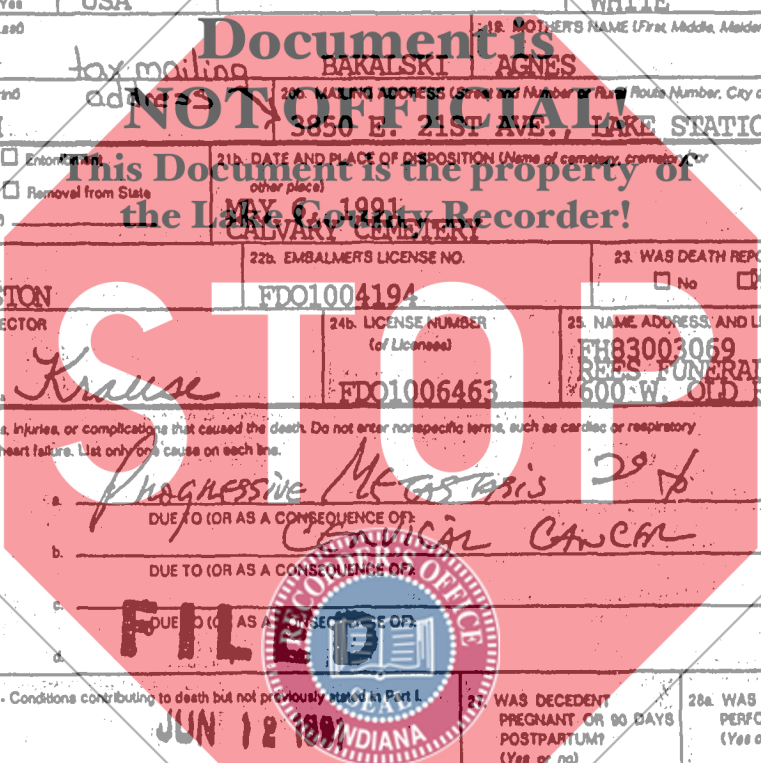 Yes USA WHITE
Document is
19. MOTHER'S NAME (First, Middle, Maiden
tax mailing BAKALSKI AGNES
address
20b. MAILING ADDRESS (Street and Number or Rural Route Number, City o
NOT OFFICIAL!
3850 E. 21ST AVE., LAKE STATIO
Entombment
21b. DATE AND PLACE OF DISPOSITION (Name of cemetery, crematory, or
other place)
This Document is the property of
Removal from State
MAY 6, 1991
the Lake County Recorder!
CALVARY CEMETERY
22b. EMBALMER'S LICENSE NO. 23. WAS DEATH REPO
No
TON FDO1004194
ECTOR 24b. LICENSE NUMBER 25. NAME, ADDRESS, AND LI
(of Licensee)
FH83003069
Krause REES FUNERAL
FDO1006463 600 W. OLD R
STOP
s, injuries, or complications that caused the death. Do not enter nonspecific terms, such as cardiac or respiratory
heart failure. List only one cause on each line.
a. Progressive Metastasis 2°
DUE TO (OR AS A CONSEQUENCE OF):
b. Cervical Cancer
DUE TO (OR AS A CONSEQUENCE OF):
c.
FILED
DUE TO (OR AS A CONSEQUENCE OF):
d.
RECORDER'S OFFICE
SEAL
INDIANA
- Conditions contributing to death but not previously stated in Part I.
JUN 12 1991
27. WAS DECEDENT
PREGNANT OR 90 DAYS
POSTPARTUM?
(Yes or no)
28a. WAS
PERFO
(Yes o